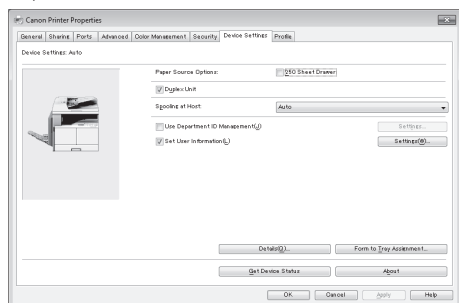 Canon Printer Properties
General Sharing Ports Advanced Color Management Security Device Settings Profile
Device Settings: Auto
Paper Source Options: 250 Sheet Drawer
Duplex Unit
Spooling at Host: Auto
Use Department ID Management(J) Settings...
Set User Information(L) Settings(W)...
Details(O)... Form to Tray Assignment...
Get Device Status About
OK Cancel Apply Help